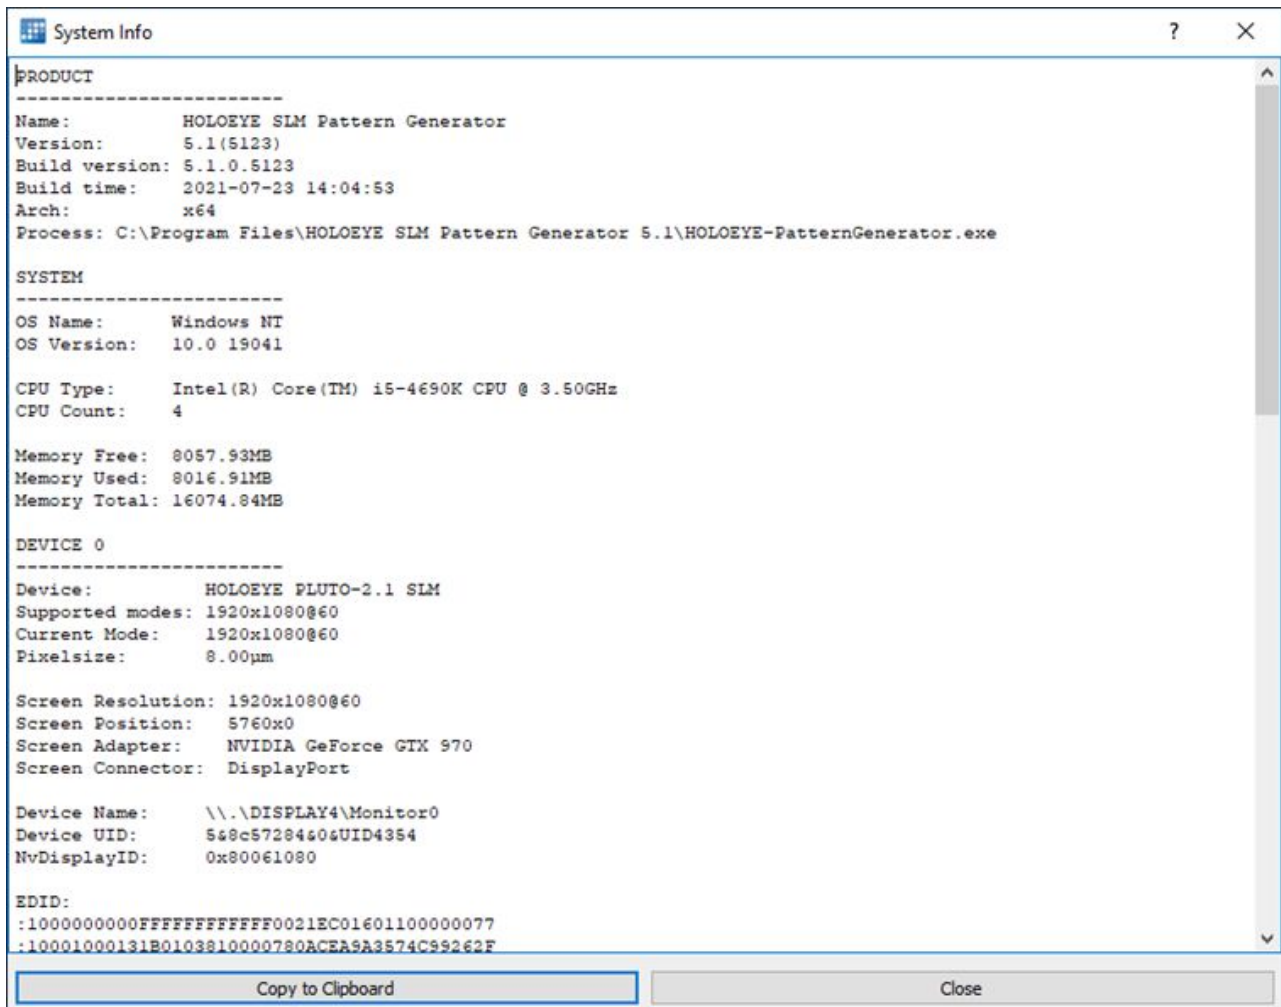 System Info
PRODUCT
------------------------
Name: HOLOEYE SLM Pattern Generator
Version: 5.1(5123)
Build version: 5.1.0.5123
Build time: 2021-07-23 14:04:53
Arch: x64
Process: C:\Program Files\HOLOEYE SLM Pattern Generator 5.1\HOLOEYE-PatternGenerator.exe
SYSTEM
------------------------
OS Name: Windows NT
OS Version: 10.0 19041
CPU Type: Intel(R) Core(TM) i5-4690K CPU @ 3.50GHz
CPU Count: 4
Memory Free: 8057.93MB
Memory Used: 8016.91MB
Memory Total: 16074.84MB
DEVICE 0
------------------------
Device: HOLOEYE PLUTO-2.1 SLM
Supported modes: 1920x1080@60
Current Mode: 1920x1080@60
Pixelsize: 8.00µm
Screen Resolution: 1920x1080@60
Screen Position: 5760x0
Screen Adapter: NVIDIA GeForce GTX 970
Screen Connector: DisplayPort
Device Name: \\.\DISPLAY4\Monitor0
Device UID: 5&8c57284&0&UID4354
NvDisplayID: 0x80061080
EDID:
:1000000000FFFFFFFFFFFF0021EC01601100000077
:10001000131B0103810000780ACEA9A3574C99262F
Copy to Clipboard
Close